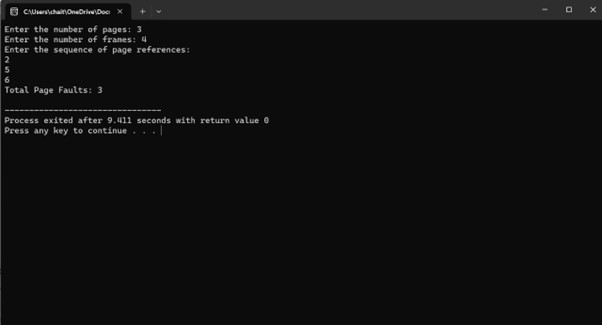 C:\Users\chait\OneDrive\Docu
Enter the number of pages: 3
Enter the number of frames: 4
Enter the sequence of page references:
2
5
6
Total Page Faults: 3
--------------------------------
Process exited after 9.411 seconds with return value 0
Press any key to continue . . .